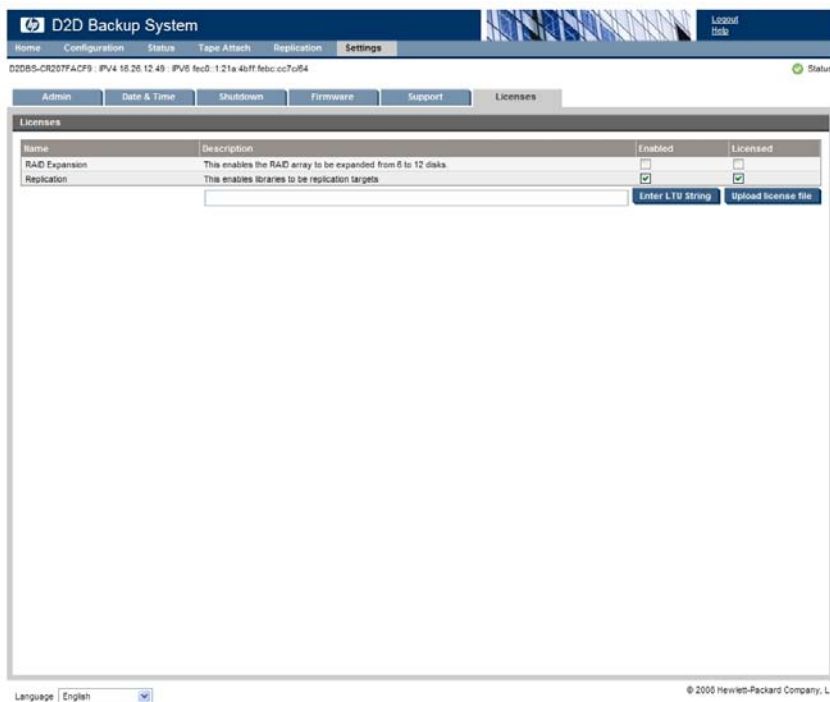 hp D2D Backup System
Logout
Help
Home Configuration Status Tape Attach Replication Settings
D2DBS-CR207FACF9 : IPV4 16.26.12.49 : IPV6 fec0::1:21a:4bff:febc:cc7c/64
Status
Admin Date & Time Shutdown Firmware Support Licenses
Licenses
Name Description Enabled Licensed
RAID Expansion This enables the RAID array to be expanded from 6 to 12 disks.
Replication This enables libraries to be replication targets
Enter LTU String Upload license file
Language English
© 2008 Hewlett-Packard Company, L